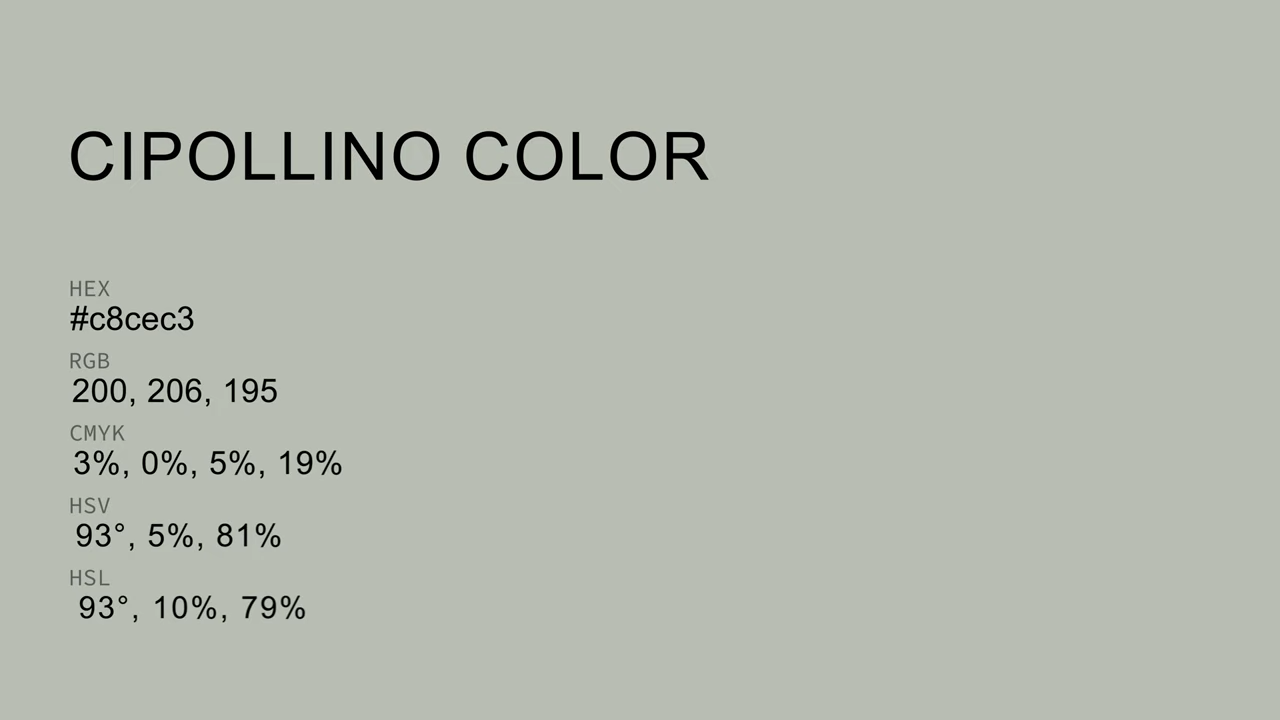 CIPOLLINO COLOR
HEX
#c8cec3
RGB
200, 206, 195
CMYK
3%, 0%, 5%, 19%
HSV
93°, 5%, 81%
HSL
93°, 10%, 79%